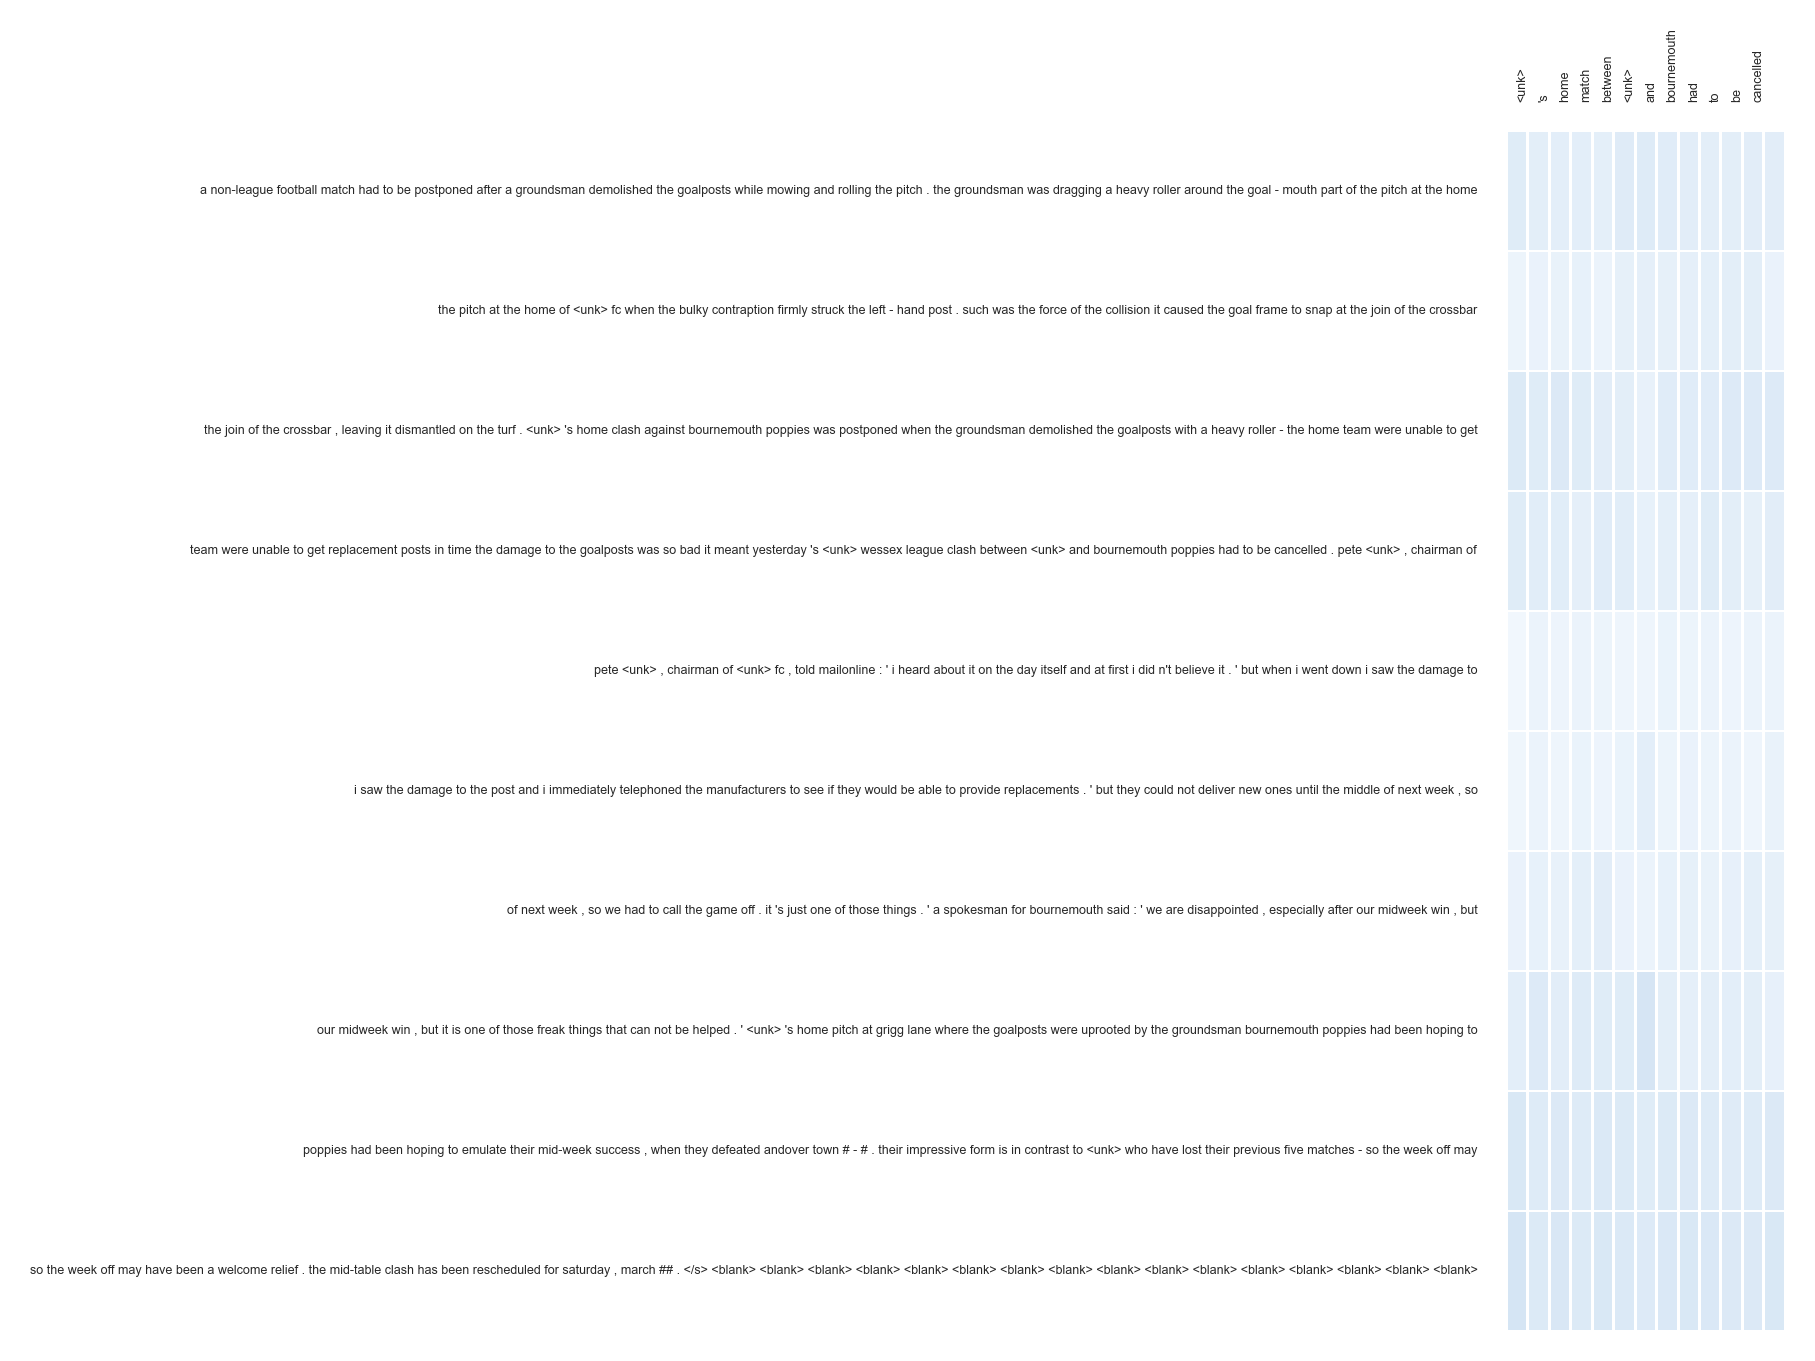 <unk>
's
home
match
between
<unk>
and
bournemouth
had
to
be
cancelled
a non-league football match had to be postponed after a groundsman demolished the goalposts while mowing and rolling the pitch . the groundsman was dragging a heavy roller around the goal - mouth part of the pitch at the home
the pitch at the home of <unk> fc when the bulky contraption firmly struck the left - hand post . such was the force of the collision it caused the goal frame to snap at the join of the crossbar
the join of the crossbar , leaving it dismantled on the turf . <unk> 's home clash against bournemouth poppies was postponed when the groundsman demolished the goalposts with a heavy roller - the home team were unable to get
team were unable to get replacement posts in time the damage to the goalposts was so bad it meant yesterday 's <unk> wessex league clash between <unk> and bournemouth poppies had to be cancelled . pete <unk> , chairman of
pete <unk> , chairman of <unk> fc , told mailonline : ' i heard about it on the day itself and at first i did n't believe it . ' but when i went down i saw the damage to
i saw the damage to the post and i immediately telephoned the manufacturers to see if they would be able to provide replacements . ' but they could not deliver new ones until the middle of next week , so
of next week , so we had to call the game off . it 's just one of those things . ' a spokesman for bournemouth said : ' we are disappointed , especially after our midweek win , but
our midweek win , but it is one of those freak things that can not be helped . ' <unk> 's home pitch at grigg lane where the goalposts were uprooted by the groundsman bournemouth poppies had been hoping to
poppies had been hoping to emulate their mid-week success , when they defeated andover town # - # . their impressive form is in contrast to <unk> who have lost their previous five matches - so the week off may
so the week off may have been a welcome relief . the mid-table clash has been rescheduled for saturday , march ## . </s> <blank> <blank> <blank> <blank> <blank> <blank> <blank> <blank> <blank> <blank> <blank> <blank> <blank> <blank> <blank> <blank>